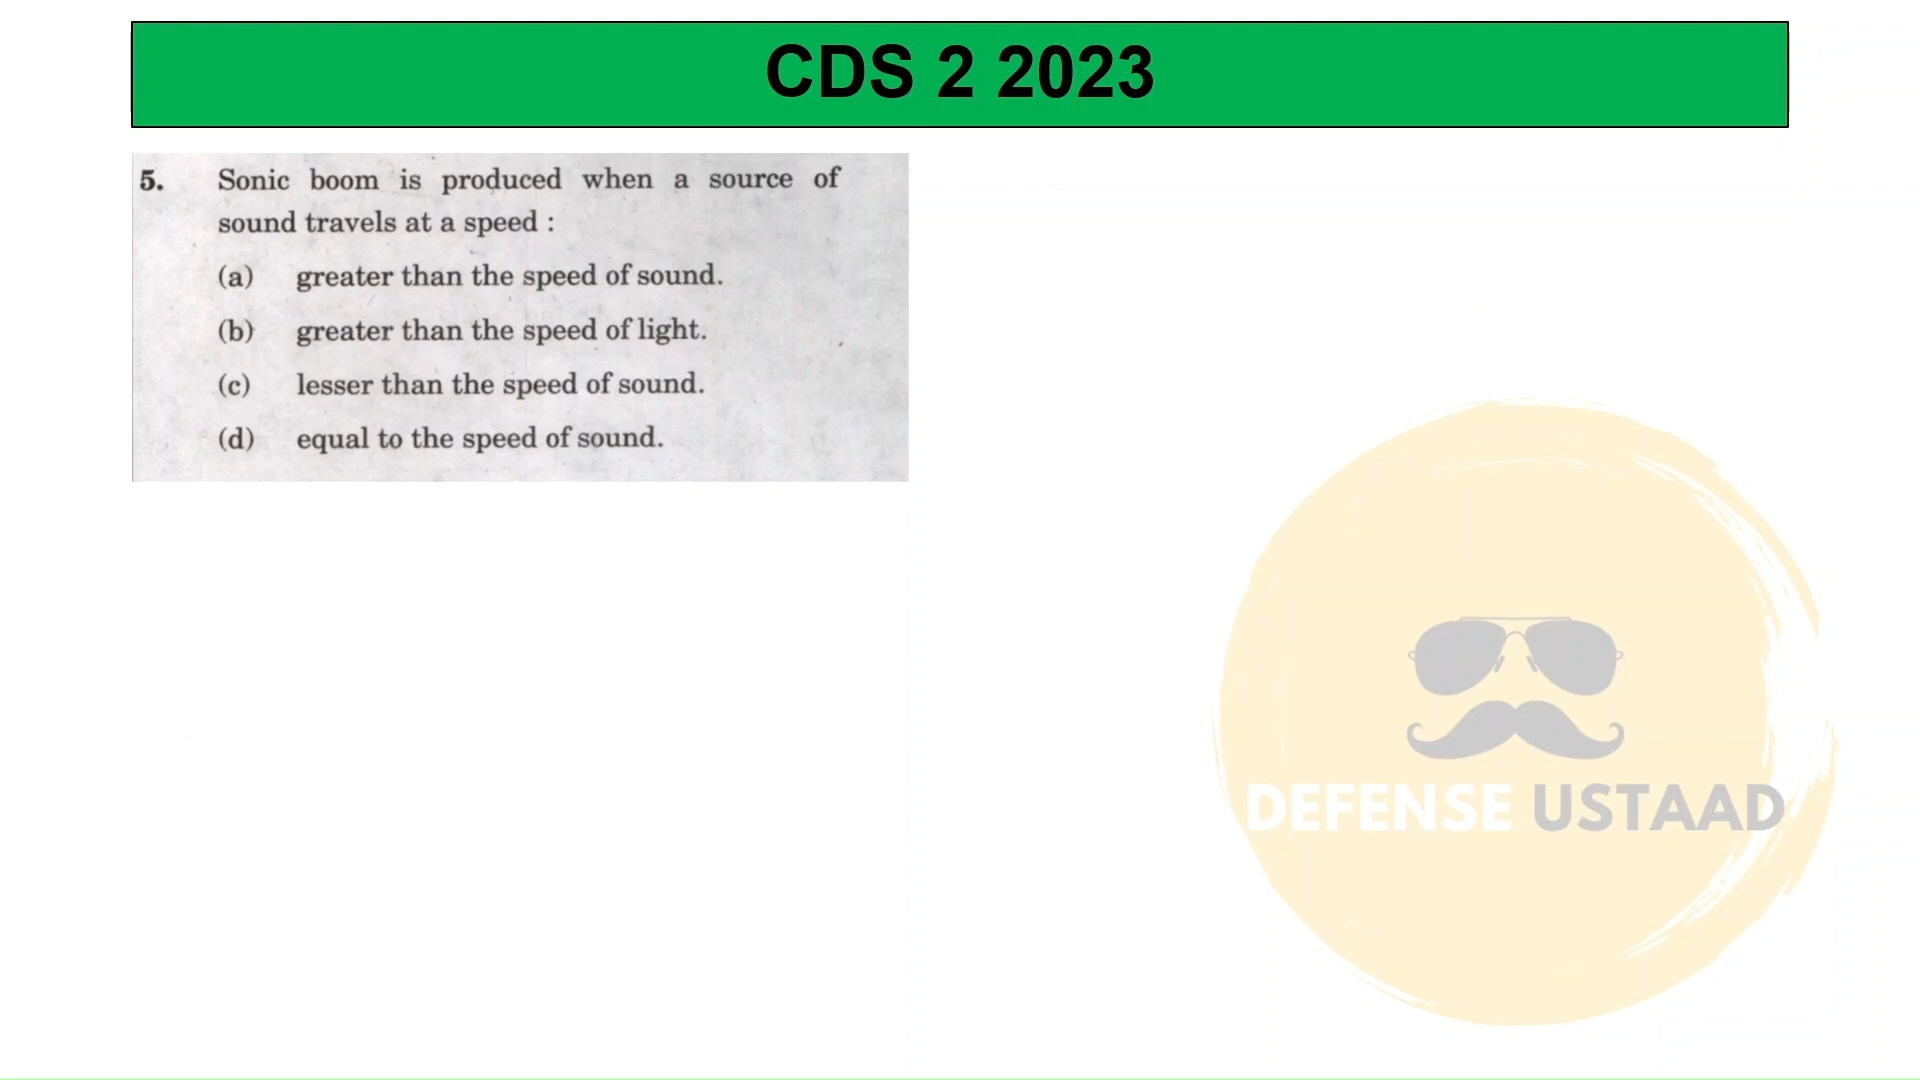 CDS 2 2023
5. Sonic boom is produced when a source of
sound travels at a speed :
(a) greater than the speed of sound.
(b) greater than the speed of light.
(c) lesser than the speed of sound.
(d) equal to the speed of sound.
DEFENSE USTAAD